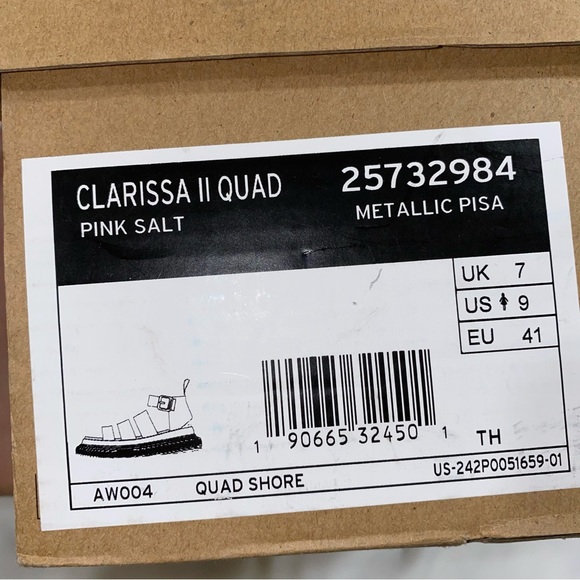 CLARISSA II QUAD 25732984
PINK SALT METALLIC PISA
UK 7
US 9
EU 41
1 90665 32450 1
TH
AW004 QUAD SHORE US-242P0051659-01